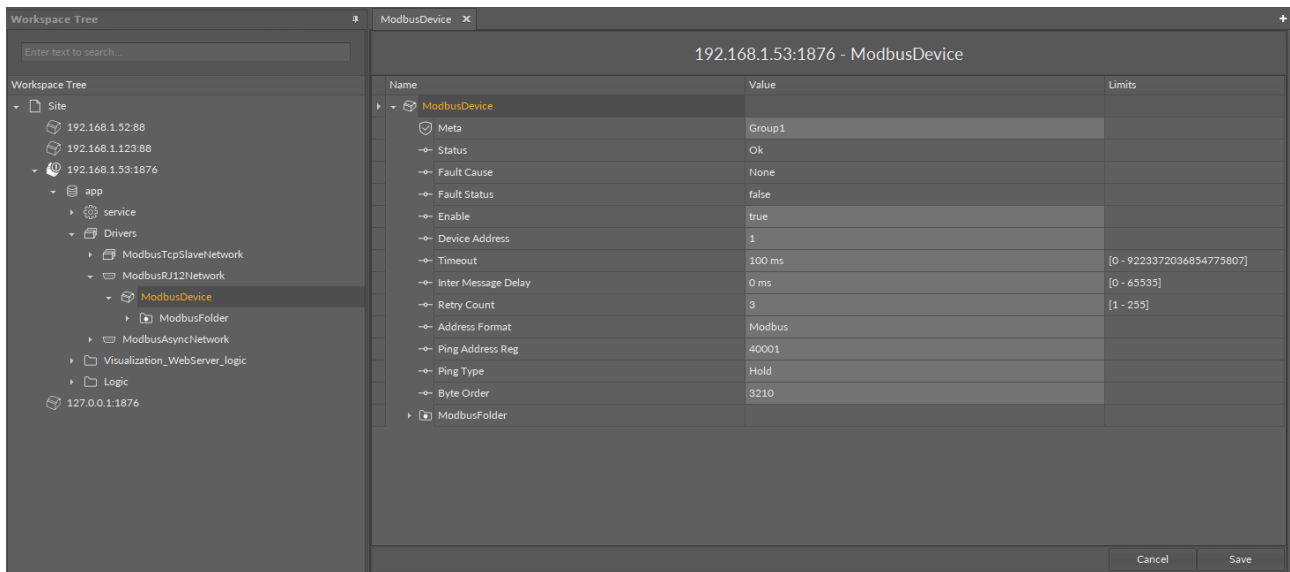 Workspace Tree
Enter text to search...
Workspace Tree
Site
192.168.1.52:88
192.168.1.123:88
192.168.1.53:1876
app
service
Drivers
ModbusTcpSlaveNetwork
ModbusRJ12Network
ModbusDevice
ModbusFolder
ModbusAsyncNetwork
Visualization_WebServer_logic
Logic
127.0.0.1:1876
ModbusDevice
192.168.1.53:1876 - ModbusDevice
Name Value Limits
ModbusDevice
Meta Group1
Status Ok
Fault Cause None
Fault Status false
Enable true
Device Address 1
Timeout 100 ms [0 - 9223372036854775807]
Inter Message Delay 0 ms [0 - 65535]
Retry Count 3 [1 - 255]
Address Format Modbus
Ping Address Reg 40001
Ping Type Hold
Byte Order 3210
ModbusFolder
Cancel Save